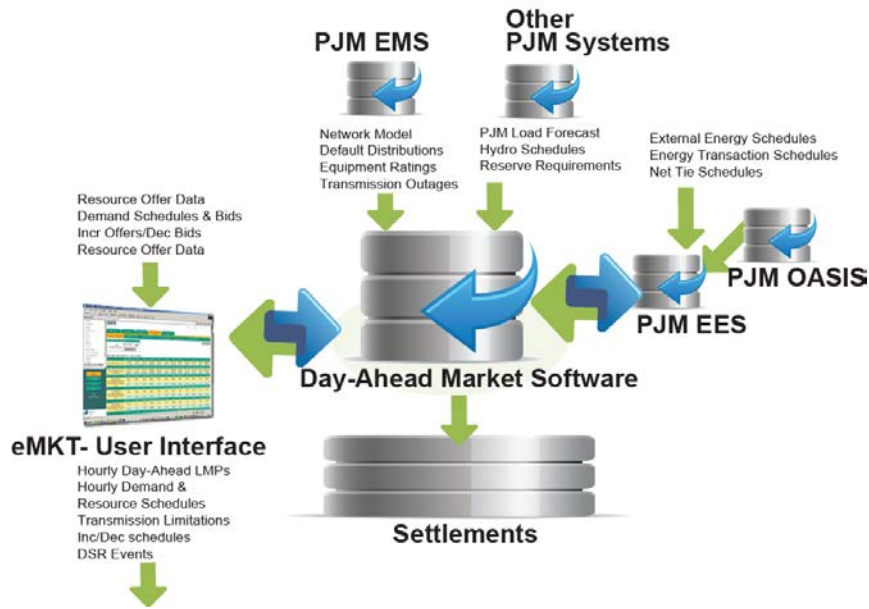 Other
PJM EMS
PJM Systems
Network Model
Default Distributions
Equipment Ratings
Transmission Outages
PJM Load Forecast
Hydro Schedules
Reserve Requirements
External Energy Schedules
Energy Transaction Schedules
Net Tie Schedules
Resource Offer Data
Demand Schedules & Bids
Incr Offers/Dec Bids
Resource Offer Data
PJM OASIS
PJM EES
Day-Ahead Market Software
eMKT- User Interface
Hourly Day-Ahead LMPs
Hourly Demand &
Resource Schedules
Transmission Limitations
Inc/Dec schedules
DSR Events
Settlements